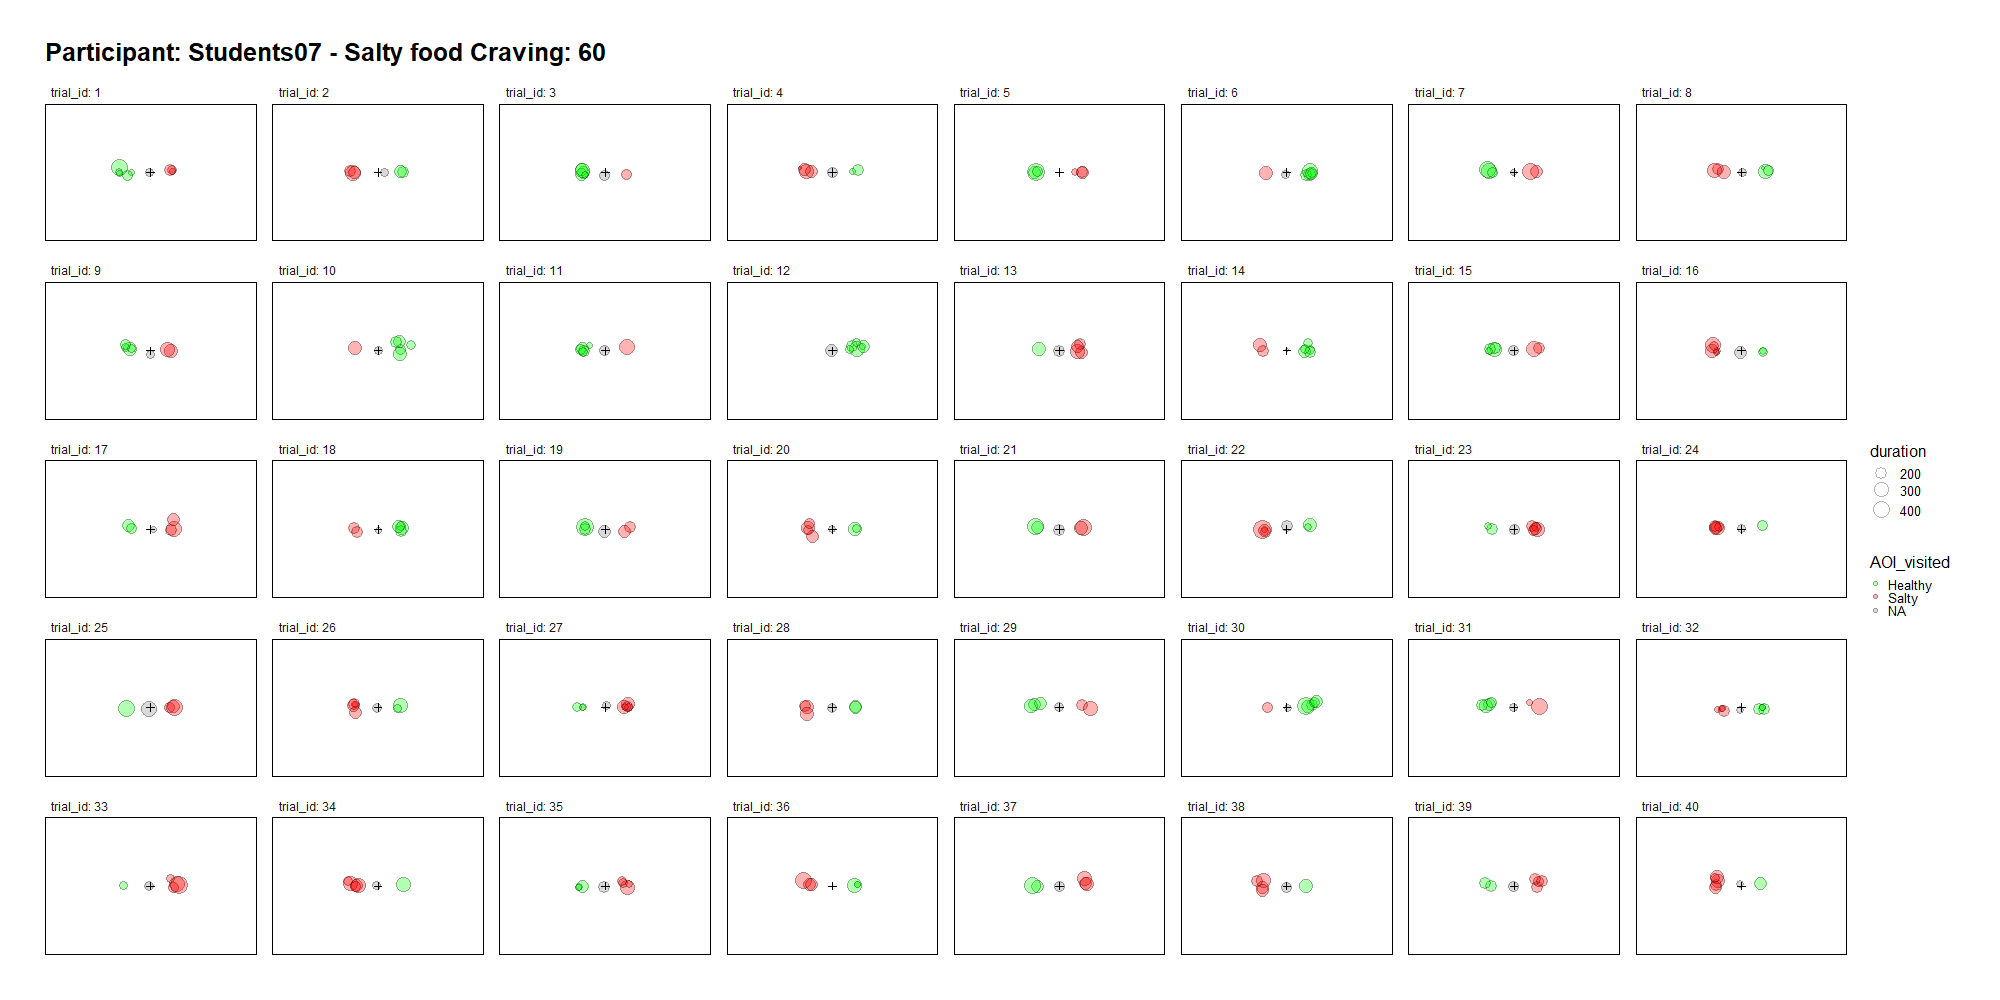 Participant: Students07 - Salty food Craving: 60
trial_id: 1
trial_id: 2
trial_id: 3
trial_id: 4
trial_id: 5
trial_id: 6
trial_id: 7
trial_id: 8
trial_id: 9
trial_id: 10
trial_id: 11
trial_id: 12
trial_id: 13
trial_id: 14
trial_id: 15
trial_id: 16
trial_id: 17
trial_id: 18
trial_id: 19
trial_id: 20
trial_id: 21
trial_id: 22
trial_id: 23
trial_id: 24
trial_id: 25
trial_id: 26
trial_id: 27
trial_id: 28
trial_id: 29
trial_id: 30
trial_id: 31
trial_id: 32
trial_id: 33
trial_id: 34
trial_id: 35
trial_id: 36
trial_id: 37
trial_id: 38
trial_id: 39
trial_id: 40
duration
200
300
400
AOI_visited
Healthy
Salty
NA